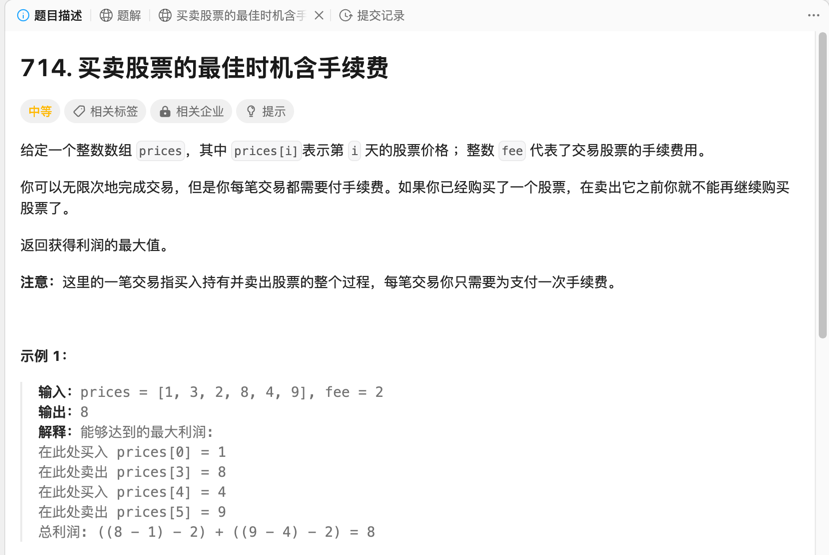 题目描述 题解 买卖股票的最佳时机含手 提交记录
714. 买卖股票的最佳时机含手续费
中等 相关标签 相关企业 提示
给定一个整数数组 prices，其中 prices[i]表示第 i 天的股票价格 ；整数 fee 代表了交易股票的手续费用。
你可以无限次地完成交易，但是你每笔交易都需要付手续费。如果你已经购买了一个股票，在卖出它之前你就不能再继续购买
股票了。
返回获得利润的最大值。
注意：这里的一笔交易指买入持有并卖出股票的整个过程，每笔交易你只需要为支付一次手续费。
示例 1：
输入：prices = [1, 3, 2, 8, 4, 9], fee = 2
输出：8
解释：能够达到的最大利润:
在此处买入 prices[0] = 1
在此处卖出 prices[3] = 8
在此处买入 prices[4] = 4
在此处卖出 prices[5] = 9
总利润: ((8 - 1) - 2) + ((9 - 4) - 2) = 8